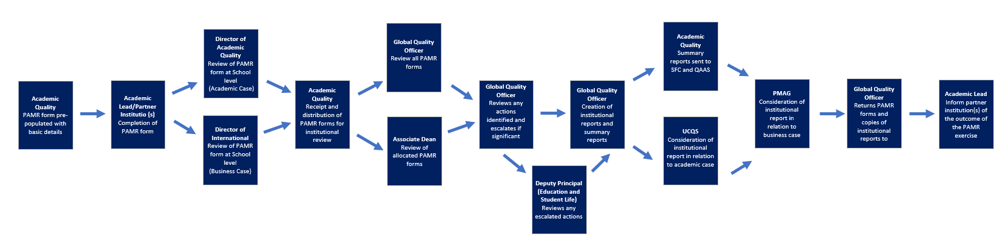 Academic
Quality
PAMR form pre-
populated with
basic details
Academic
Lead/Partner
Institutio (s)
Completion of
PAMR form
Director of
Academic
Quality
Review of PAMR
form at School
level
(Academic Case)
Director of
International
Review of PAMR
form at School
level
(Business Case)
Academic
Quality
Receipt and
distribution of
PAMR forms for
institutional
review
Global Quality
Officer
Review all PAMR
forms
Associate Dean
Review of
allocated PAMR
forms
Global Quality
Officer
Reviews any
actions
identified and
escalates if
significant
Deputy Principal
(Education and
Student Life)
Reviews any
escalated actions
Global Quality
Officer
Creation of
institutional
reports and
summary
reports
Academic
Quality
Summary
reports sent to
SFC and QAAS
UCQS
Consideration of
institutional
report in relation
to academic case
PMAG
Consideration of
institutional
report in
relation to
business case
Global Quality
Officer
Returns PAMR
forms and
copies of
institutional
reports to
Academic Lead
Inform partner
institution(s) of
the outcome of
the PAMR
exercise